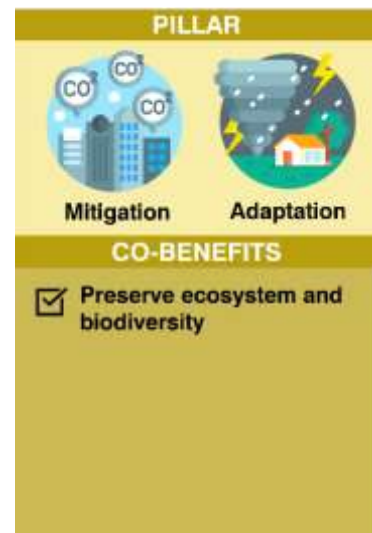 PILLAR
CO²
CO²
CO²
Mitigation
Adaptation
CO-BENEFITS
Preserve ecosystem and
biodiversity